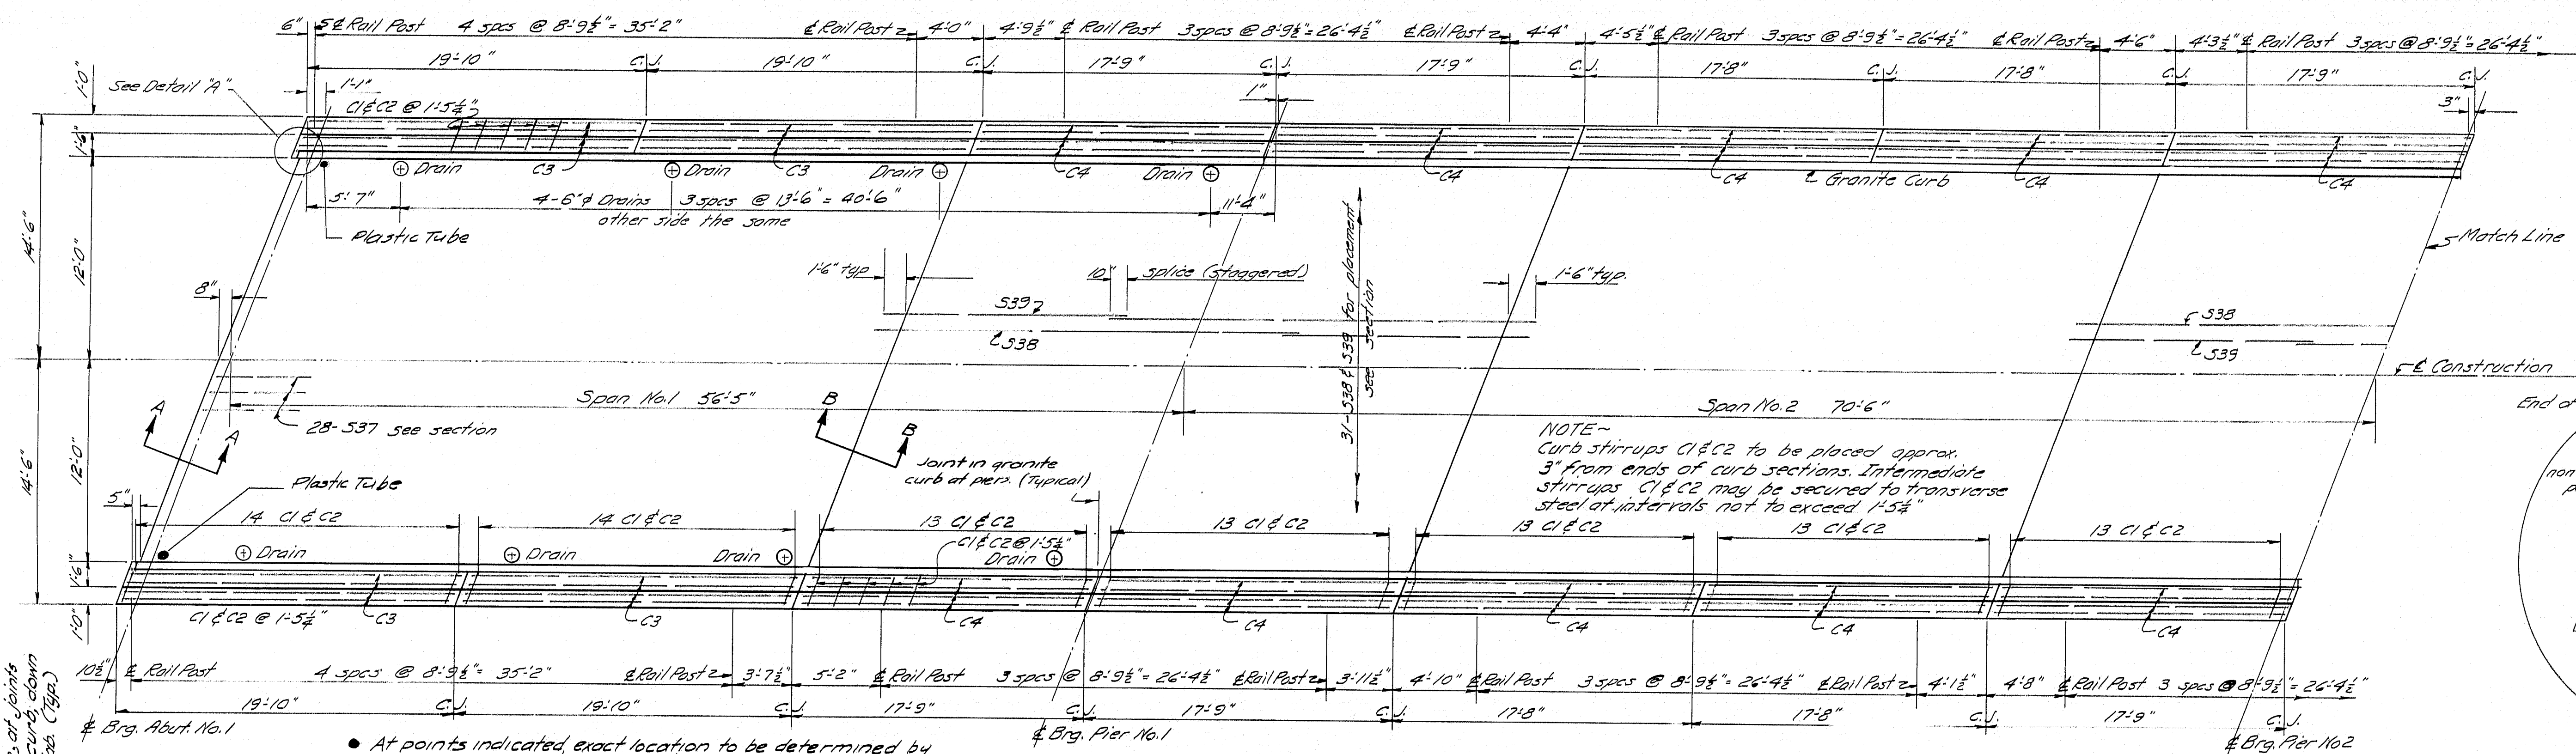 6" ℄ Rail Post 4 spcs @ 8'-9½" = 35'-2" ℄ Rail Post 4'-0" 4'-9½" ℄ Rail Post 3 spcs @ 8'-9½" = 26'-4½" ℄ Rail Post 4'-4" 4'-5½" ℄ Rail Post 3 spcs @ 8'-9½" = 26'-4½" ℄ Rail Post 4'-6" 4'-3½" ℄ Rail Post 3 spcs @ 8'-9½" = 26'-4½"
19'-10" C.J. 19'-10" C.J. 17'-9" C.J. 17'-9" C.J. 17'-8" C.J. 17'-8" C.J. 17'-9" C.J.
1'-0" See Detail "A" 1'-1" 1" 3"
C1 & C2 @ 1'-5¼"
1'-6"
Drain C3 Drain C3 Drain C4 Drain C4 C4 Granite Curb C4 C4
5'-7" 4-6"φ Drains 3 spcs @ 13'-6" = 40'-6" 11'-4"
other side the same
Plastic Tube
Match Line
14'-6" 12'-0"
8" 1'-6" typ 10" splice (staggered) 1'-6" typ.
31-S38 & S39 for placement
see section
S39 S38
S38 S39
℄ Construction
Span No.1 56'-5" Span No.2 70'-6"
End of
A A B B
28-S37 see section
NOTE~
Curb stirrups C1 & C2 to be placed approx.
3" from ends of curb sections. Intermediate
stirrups C1 & C2 may be secured to transverse
steel at intervals not to exceed 1'-5¼"
Joint in granite
curb at piers. (Typical)
non
p
14'-6" 12'-0"
Plastic Tube
5" 14 C1 & C2 14 C1 & C2 13 C1 & C2 13 C1 & C2 13 C1 & C2 13 C1 & C2 13 C1 & C2
C1 & C2 @ 1'-5¼"
Drain Drain Drain Drain
1'-6"
C1 & C2 @ 1'-5¼" C3 C3 C4 C4 C4 C4 C4
1'-0"
10½" ℄ Rail Post 4 spcs @ 8'-9½" = 35'-2" ℄ Rail Post 3'-7½" 5'-2" ℄ Rail Post 3 spcs @ 8'-9½" = 26'-4½" ℄ Rail Post 3'-11½" 4'-10" ℄ Rail Post 3 spcs @ 8'-9½" = 26'-4½" ℄ Rail Post 4'-1½" 4'-8" ℄ Rail Post 3 spcs @ 8'-9½" = 26'-4½"
19'-10" C.J. 19'-10" C.J. 17'-9" C.J. 17'-9" C.J. 17'-8" 17'-8" C.J. 17'-9" C.J.
℄ Brg. Abut. No.1 ℄ Brg. Pier No.1 ℄ Brg. Pier No2
at joints
curb, down
(Typ.)
● At points indicated, exact location to be determined by